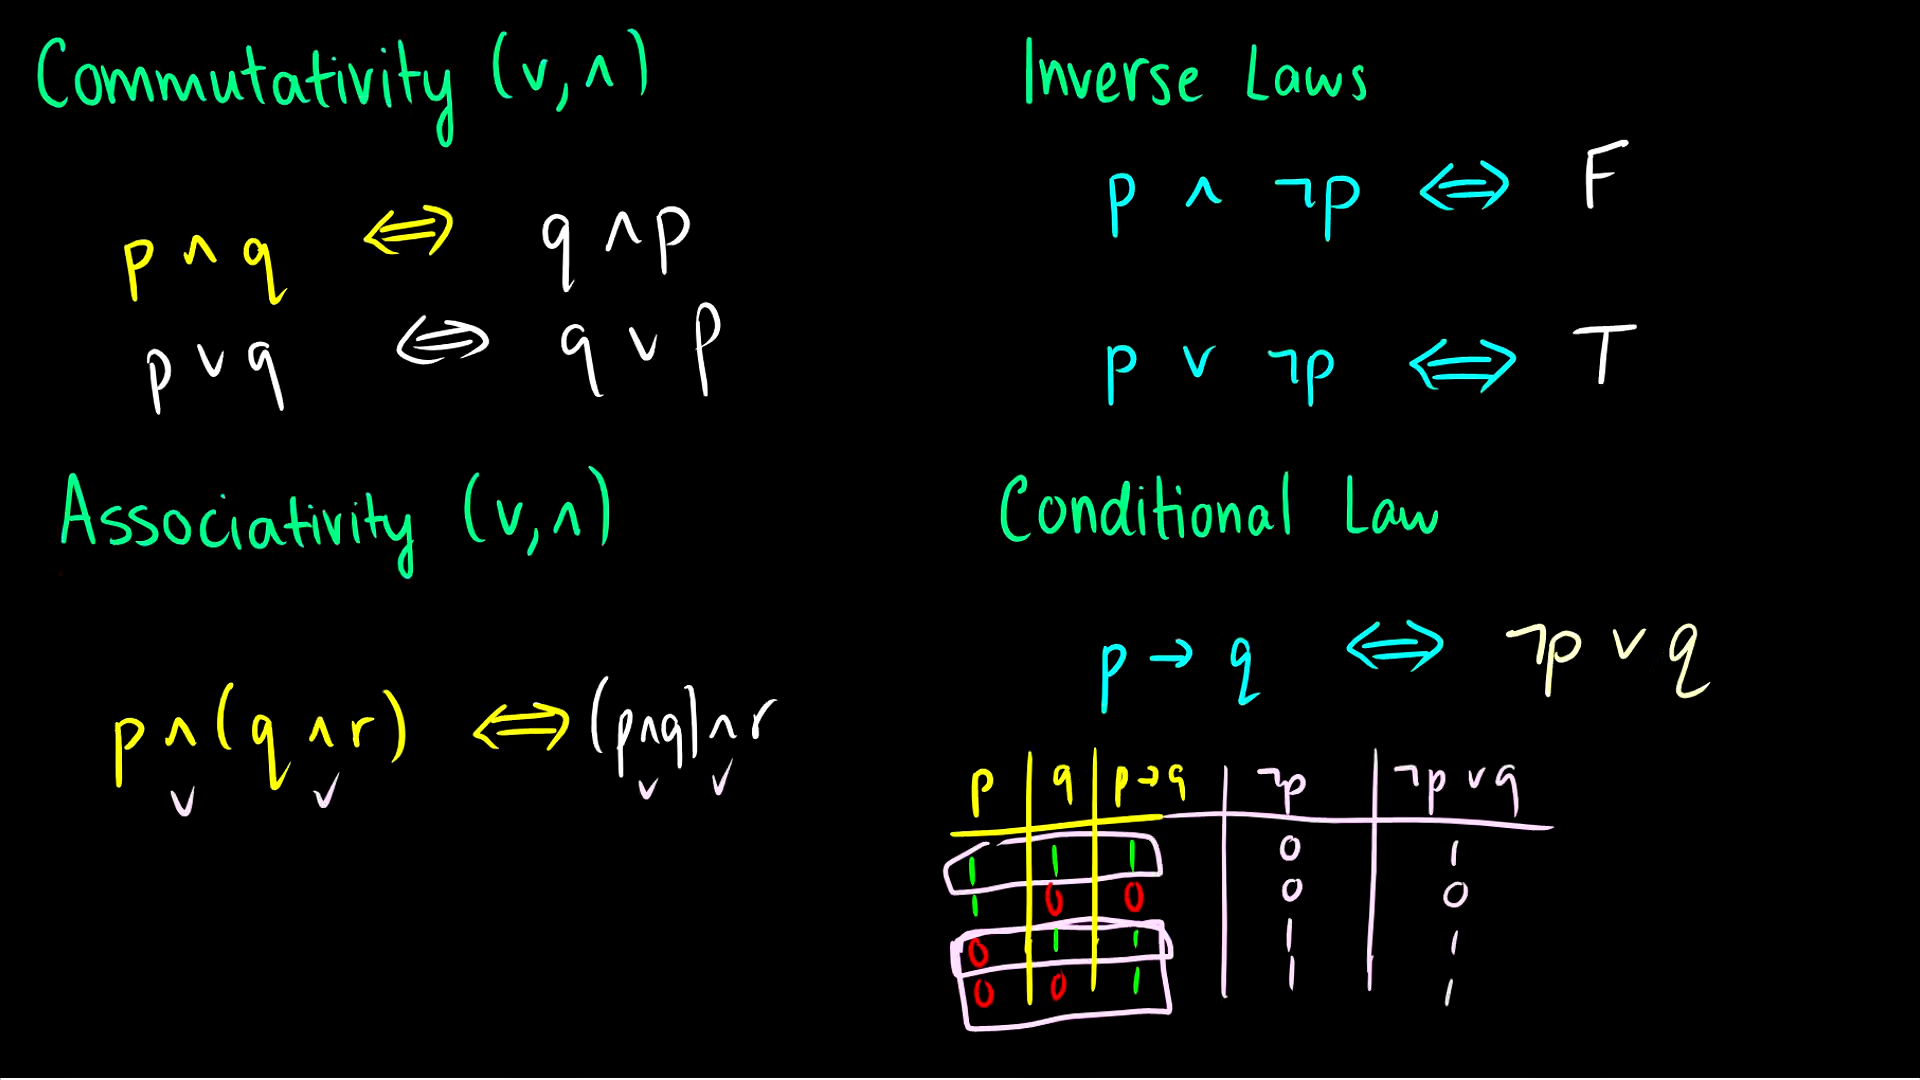 Commutativity (v, ∧)
p ∧ q ⟺ q ∧ p
p ∨ q ⟺ q ∨ p
Associativity (v, ∧)
p ∧ (q ∧ r) ⟺ (p ∧ q) ∧ r
∨ ∨ ∨ ∨
Inverse Laws
p ∧ ¬p ⟺ F
p ∨ ¬p ⟺ T
Conditional Law
p → q ⟺ ¬p ∨ q
p q p→q ¬p ¬p ∨ q
1 1 1 0 1
1 0 0 0 0
0 1 1 1 1
0 0 1 1 1